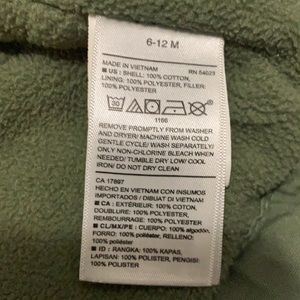 6-12 M
MADE IN VIETNAM RN 54023
■ US : SHELL: 100% COTTON,
LINING: 100% POLYESTER, FILLER:
100% POLYESTER
30
1166
REMOVE PROMPTLY FROM WASHER
AND DRYER/ MACHINE WASH COLD
GENTLE CYCLE/ WASH SEPARATELY/
ONLY NON-CHLORINE BLEACH WHEN
NEEDED/ TUMBLE DRY LOW/ COOL
IRON/ DO NOT DRY CLEAN
CA 17897
HECHO EN VIETNAM CON INSUMOS
IMPORTADOS / DIBUAT DI VIETNAM
■ CA : EXTÉRIEUR: 100% COTON,
DOUBLURE: 100% POLYESTER,
REMBOURRAGE: 100% POLYESTER
■ CL/MX/PE : CUERPO: 100% algodón,
FORRO: 100% poliéster, RELLENO:
100% poliéster
■ ID : RANGKA: 100% KAPAS,
LAPISAN: 100% POLISTER, PENGISI:
100% POLISTER